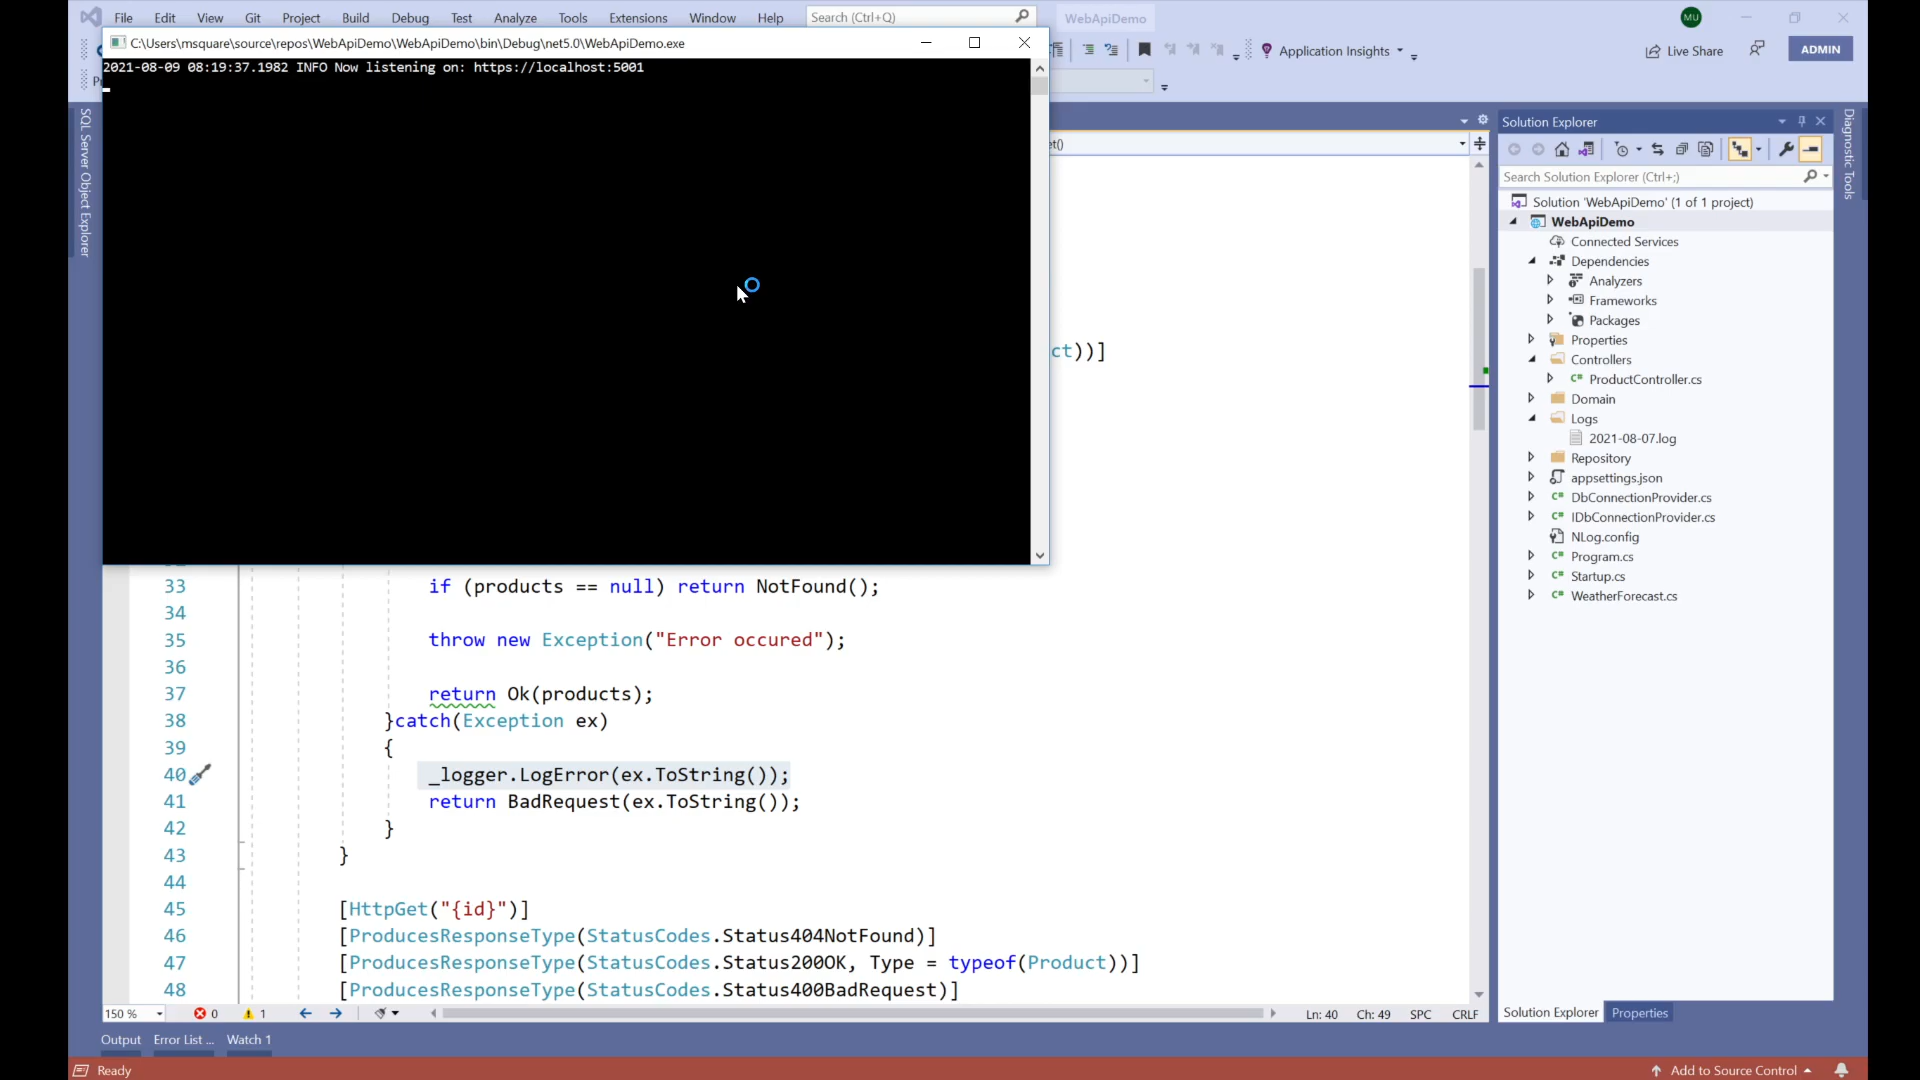 File Edit View Git Project Build Debug Test Analyze Tools Extensions Window Help Search (Ctrl+Q) WebApiDemo MU
C:\Users\msquare\source\repos\WebApiDemo\WebApiDemo\bin\Debug\net5.0\WebApiDemo.exe
Application Insights Live Share ADMIN
2021-08-09 08:19:37.1982 INFO Now listening on: https://localhost:5001
SQL Server Object Explorer
et()
ct))]
33 if (products == null) return NotFound();
34
35 throw new Exception("Error occured");
36
37 return Ok(products);
38 }catch(Exception ex)
39 {
40 _logger.LogError(ex.ToString());
41 return BadRequest(ex.ToString());
42 }
43 }
44
45 [HttpGet("{id}")]
46 [ProducesResponseType(StatusCodes.Status404NotFound)]
47 [ProducesResponseType(StatusCodes.Status200OK, Type = typeof(Product))]
48 [ProducesResponseType(StatusCodes.Status400BadRequest)]
150 % 0 1 Ln: 40 Ch: 49 SPC CRLF
Solution Explorer
Search Solution Explorer (Ctrl+;)
Solution 'WebApiDemo' (1 of 1 project)
WebApiDemo
Connected Services
Dependencies
Analyzers
Frameworks
Packages
Properties
Controllers
C# ProductController.cs
Domain
Logs
2021-08-07.log
Repository
appsettings.json
C# DbConnectionProvider.cs
C# IDbConnectionProvider.cs
NLog.config
C# Program.cs
C# Startup.cs
C# WeatherForecast.cs
Solution Explorer Properties
Diagnostic Tools
Output Error List ... Watch 1
Ready Add to Source Control